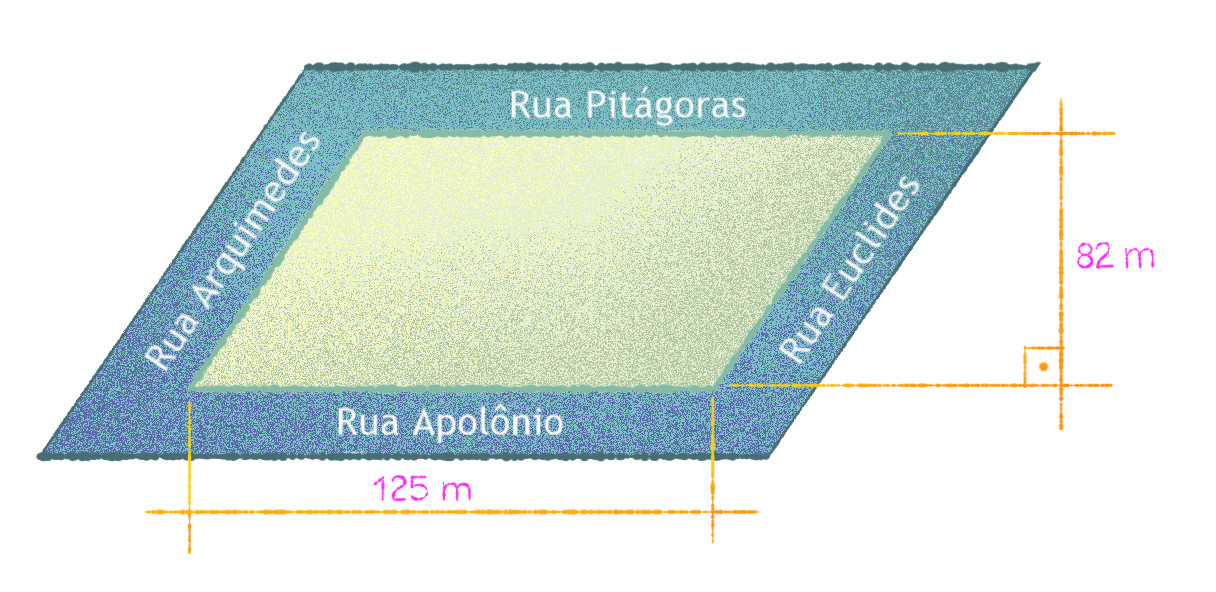 Rua Pitágoras
Rua Arquimedes
Rua Euclides
82 m
Rua Apolônio
125 m